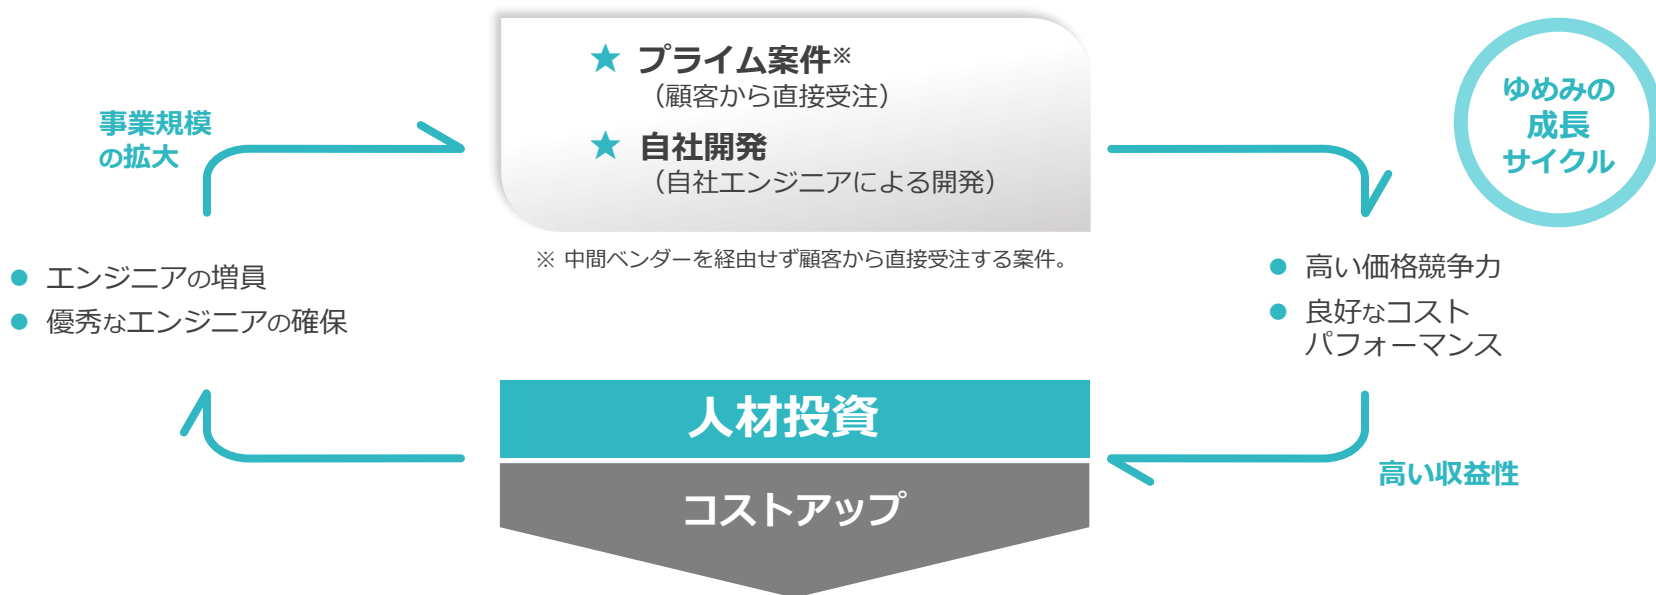 ★ プライム案件※
（顧客から直接受注）
★ 自社開発
（自社エンジニアによる開発）
※ 中間ベンダーを経由せず顧客から直接受注する案件。
ゆめみの
成長
サイクル
事業規模
の拡大
● エンジニアの増員
● 優秀なエンジニアの確保
● 高い価格競争力
● 良好なコスト
パフォーマンス
人材投資
コストアップ
高い収益性